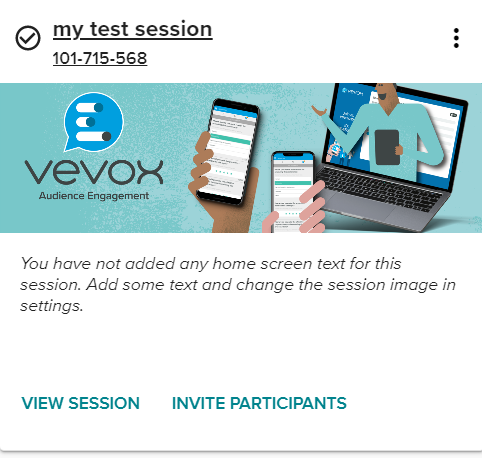 my test session
101-715-568
vevox
Audience Engagement
vevox
You have not added any home screen text for this
session. Add some text and change the session image in
settings.
VIEW SESSION
INVITE PARTICIPANTS